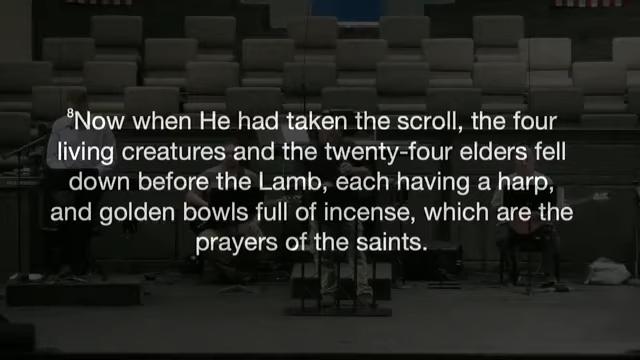 ⁸Now when He had taken the scroll, the four
living creatures and the twenty-four elders fell
down before the Lamb, each having a harp,
and golden bowls full of incense, which are the
prayers of the saints.